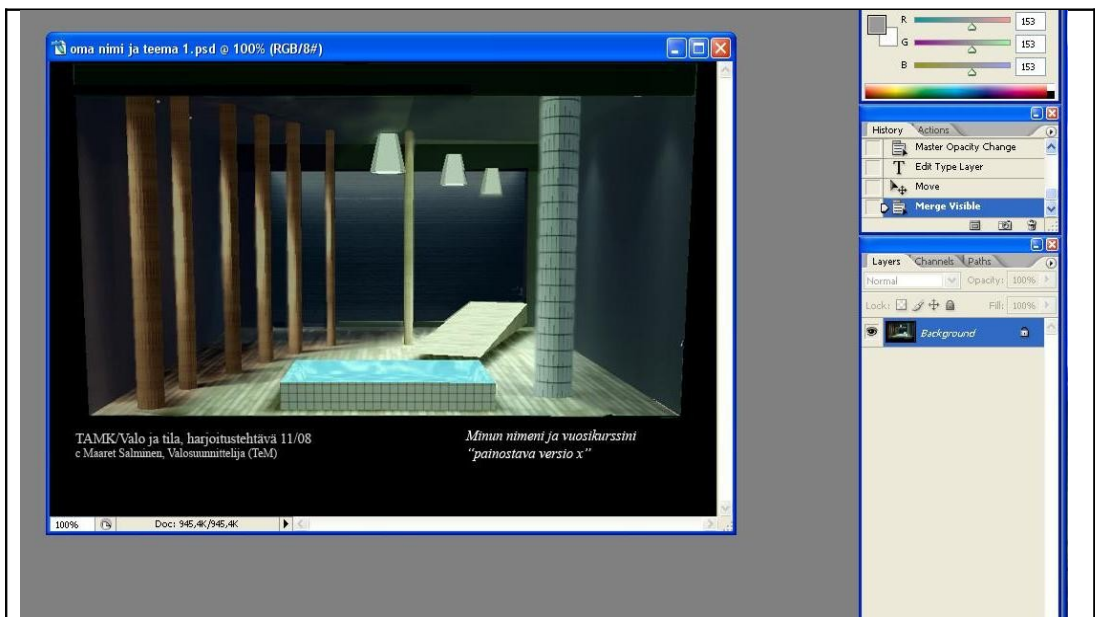 oma nimi ja teema 1.psd @ 100% (RGB/8#)
TAMK/Valo ja tila, harjoitustehtävä 11/08
c Maaret Salminen, Valosuunnittelija (TeM)
Minun nimeni ja vuosikurssini
“painostava versio x”
100%
Doc: 945,4K/945,4K
R 153
G 153
B 153
History Actions
Master Opacity Change
Edit Type Layer
Move
Merge Visible
Layers Channels Paths
Normal Opacity: 100%
Lock: Fill: 100%
Background